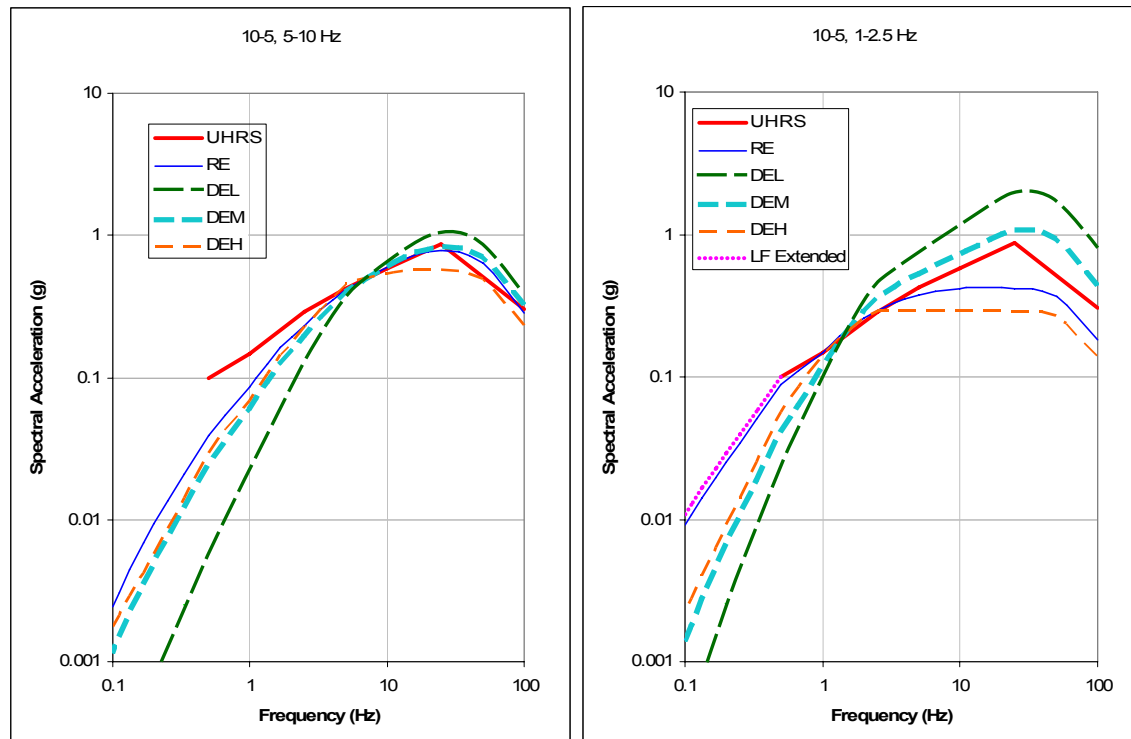 10-5, 5-10 Hz
10
1
0.1
0.01
0.001
0.1
1
10
100
Spectral Acceleration (g)
Frequency (Hz)
UHRS
RE
DEL
DEM
DEH
10-5, 1-2.5 Hz
10
1
0.1
0.01
0.001
0.1
1
10
100
Spectral Acceleration (g)
Frequency (Hz)
UHRS
RE
DEL
DEM
DEH
LF Extended